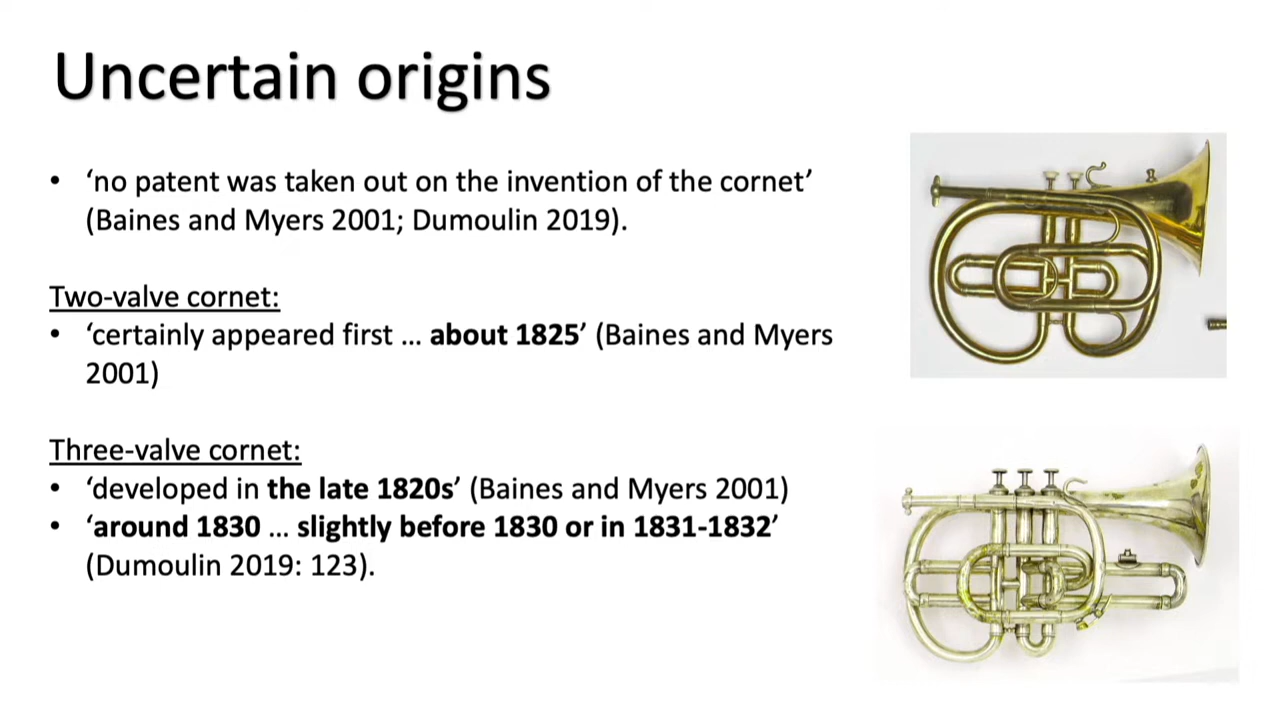 Uncertain origins
• ‘no patent was taken out on the invention of the cornet’
(Baines and Myers 2001; Dumoulin 2019).
Two-valve cornet:
• ‘certainly appeared first … about 1825’ (Baines and Myers
2001)
Three-valve cornet:
• ‘developed in the late 1820s’ (Baines and Myers 2001)
• ‘around 1830 … slightly before 1830 or in 1831-1832’
(Dumoulin 2019: 123).